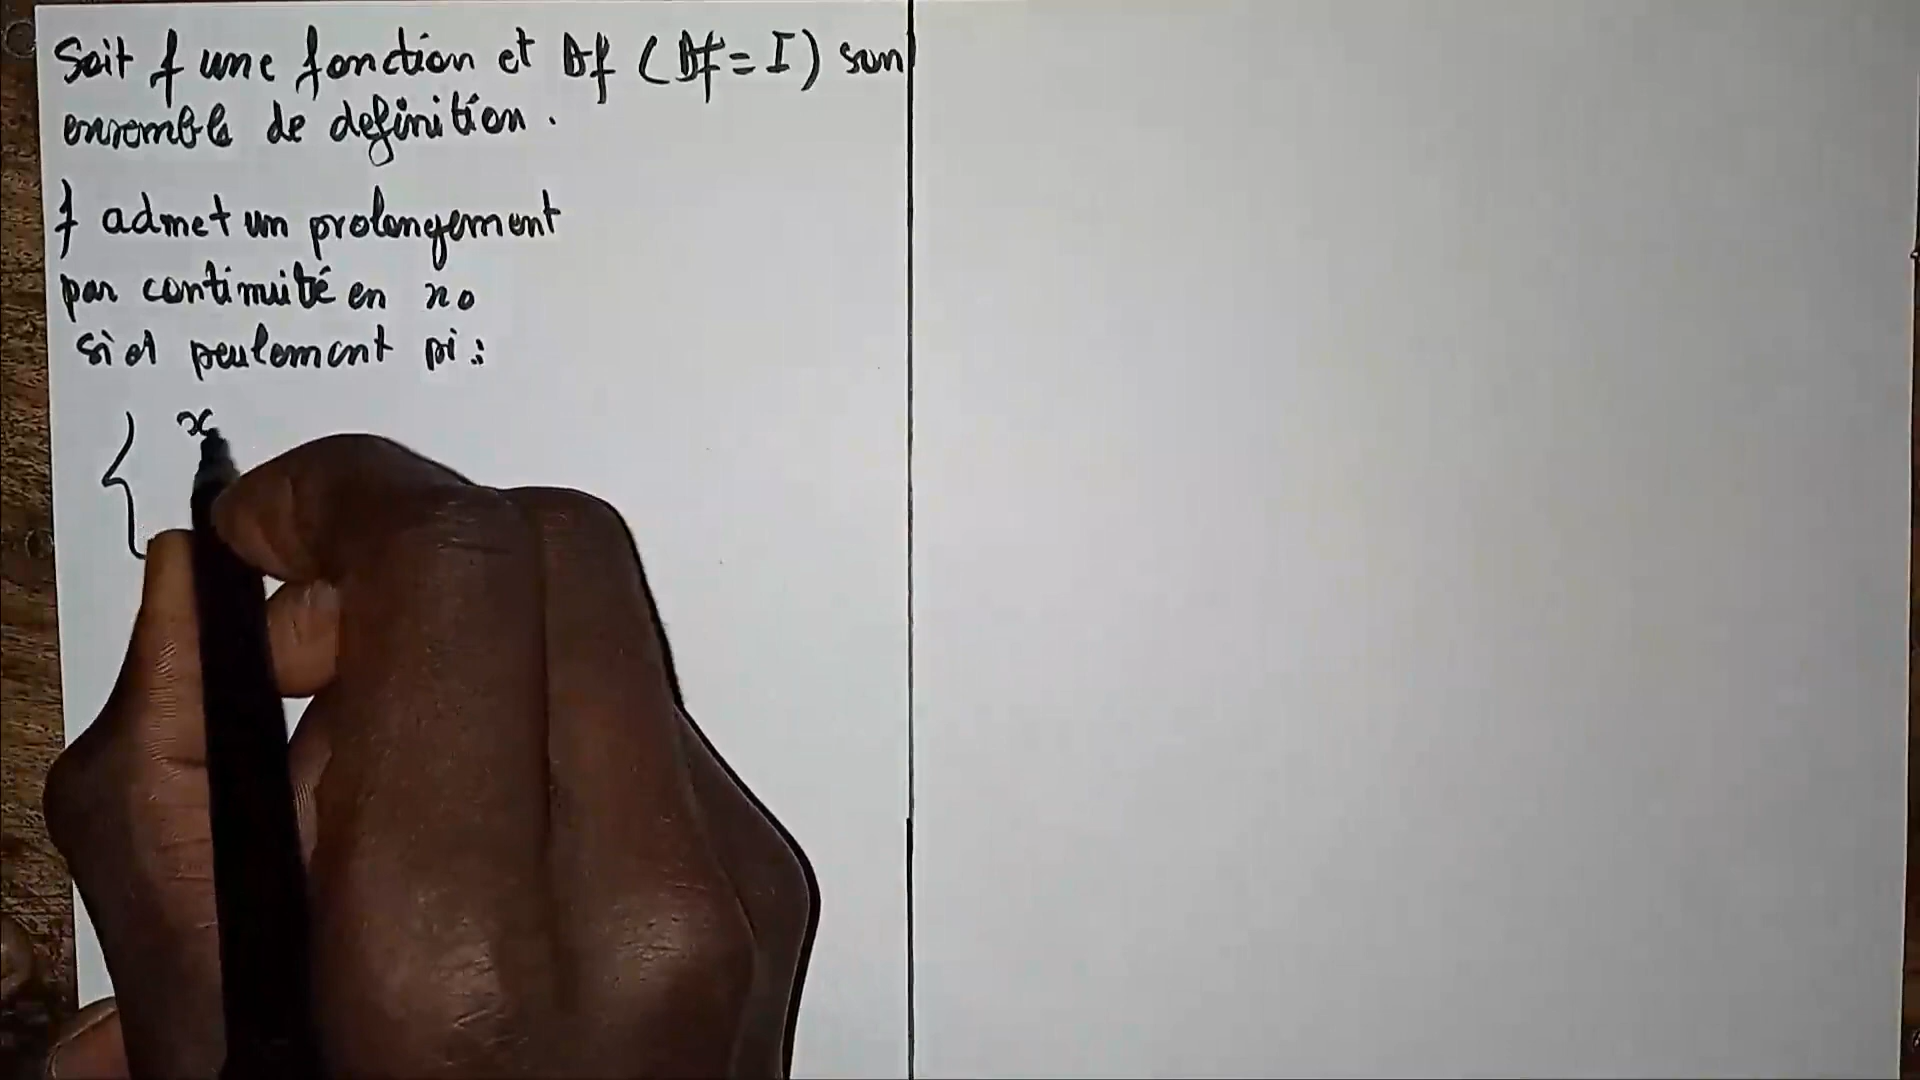 Soit f une fonction et Df (Df = I) son
ensemble de definition.
f admet un prolongement
par continuité en x0
si et seulement si :
{ x